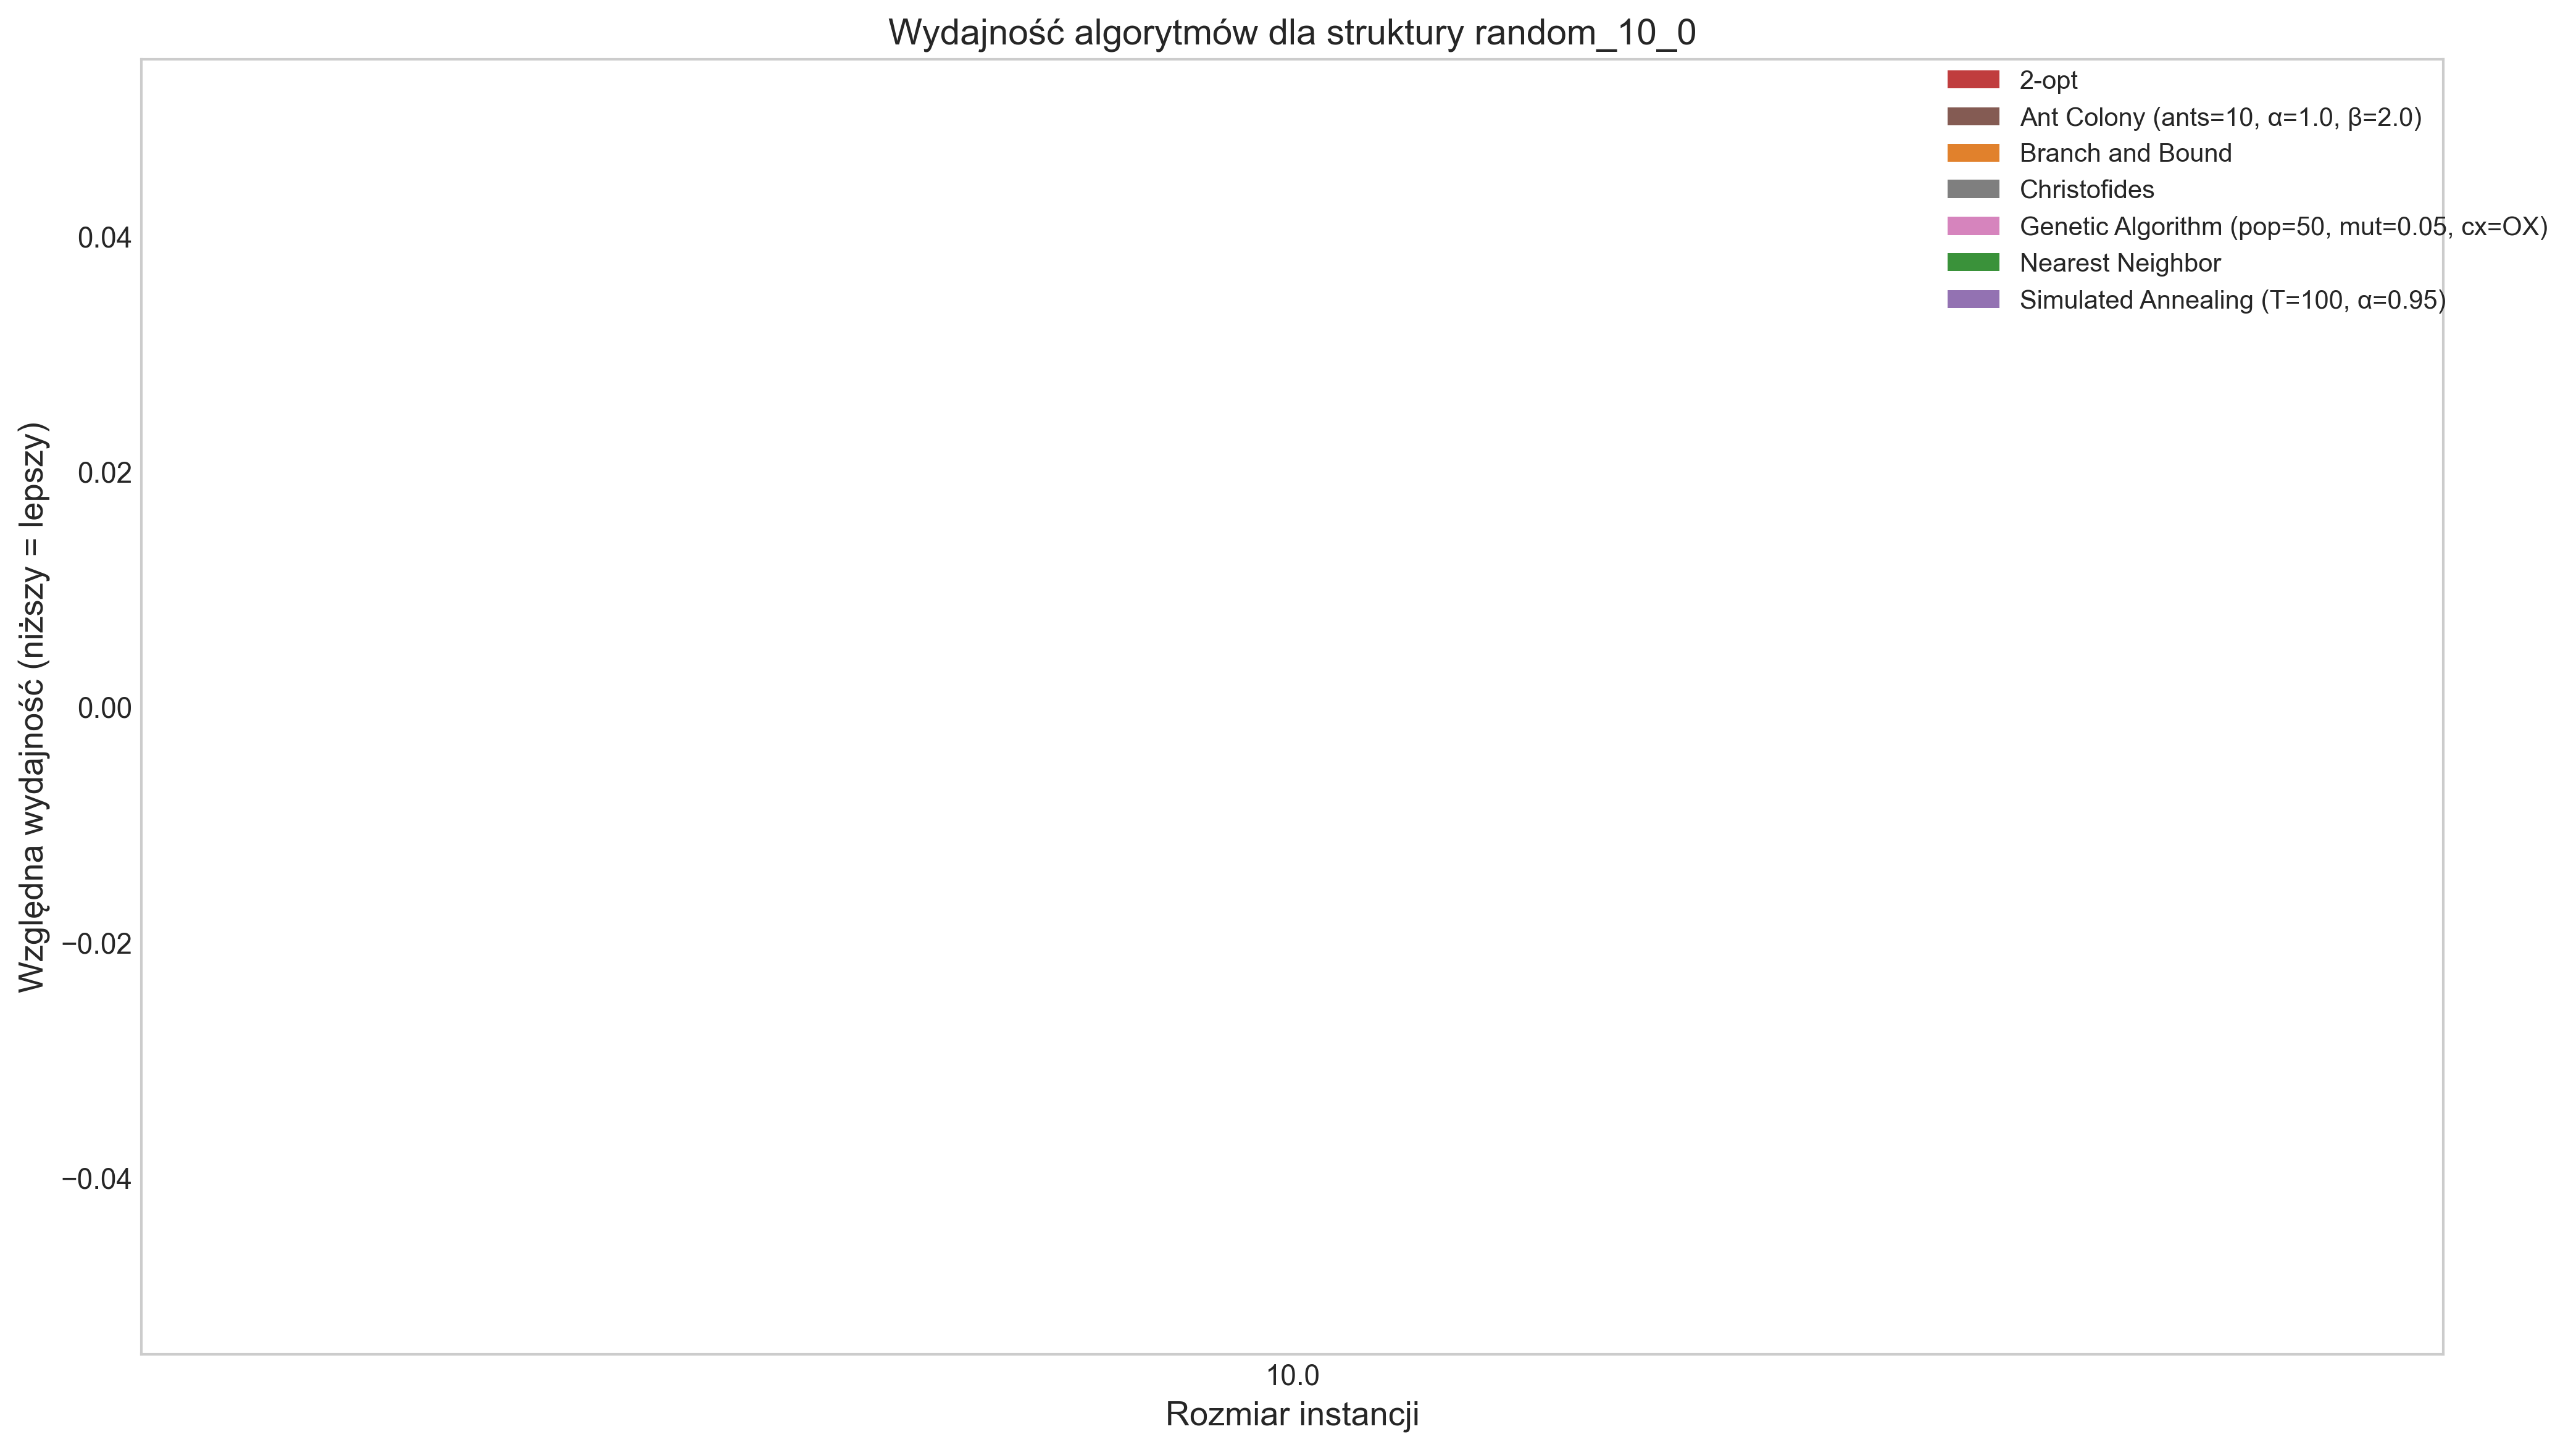 Wydajność algorytmów dla struktury random_10_0
2-opt
Ant Colony (ants=10, α=1.0, β=2.0)
Branch and Bound
Christofides
Genetic Algorithm (pop=50, mut=0.05, cx=OX)
Nearest Neighbor
Simulated Annealing (T=100, α=0.95)
Względna wydajność (niższy = lepszy)
0.04
0.02
0.00
−0.02
−0.04
10.0
Rozmiar instancji